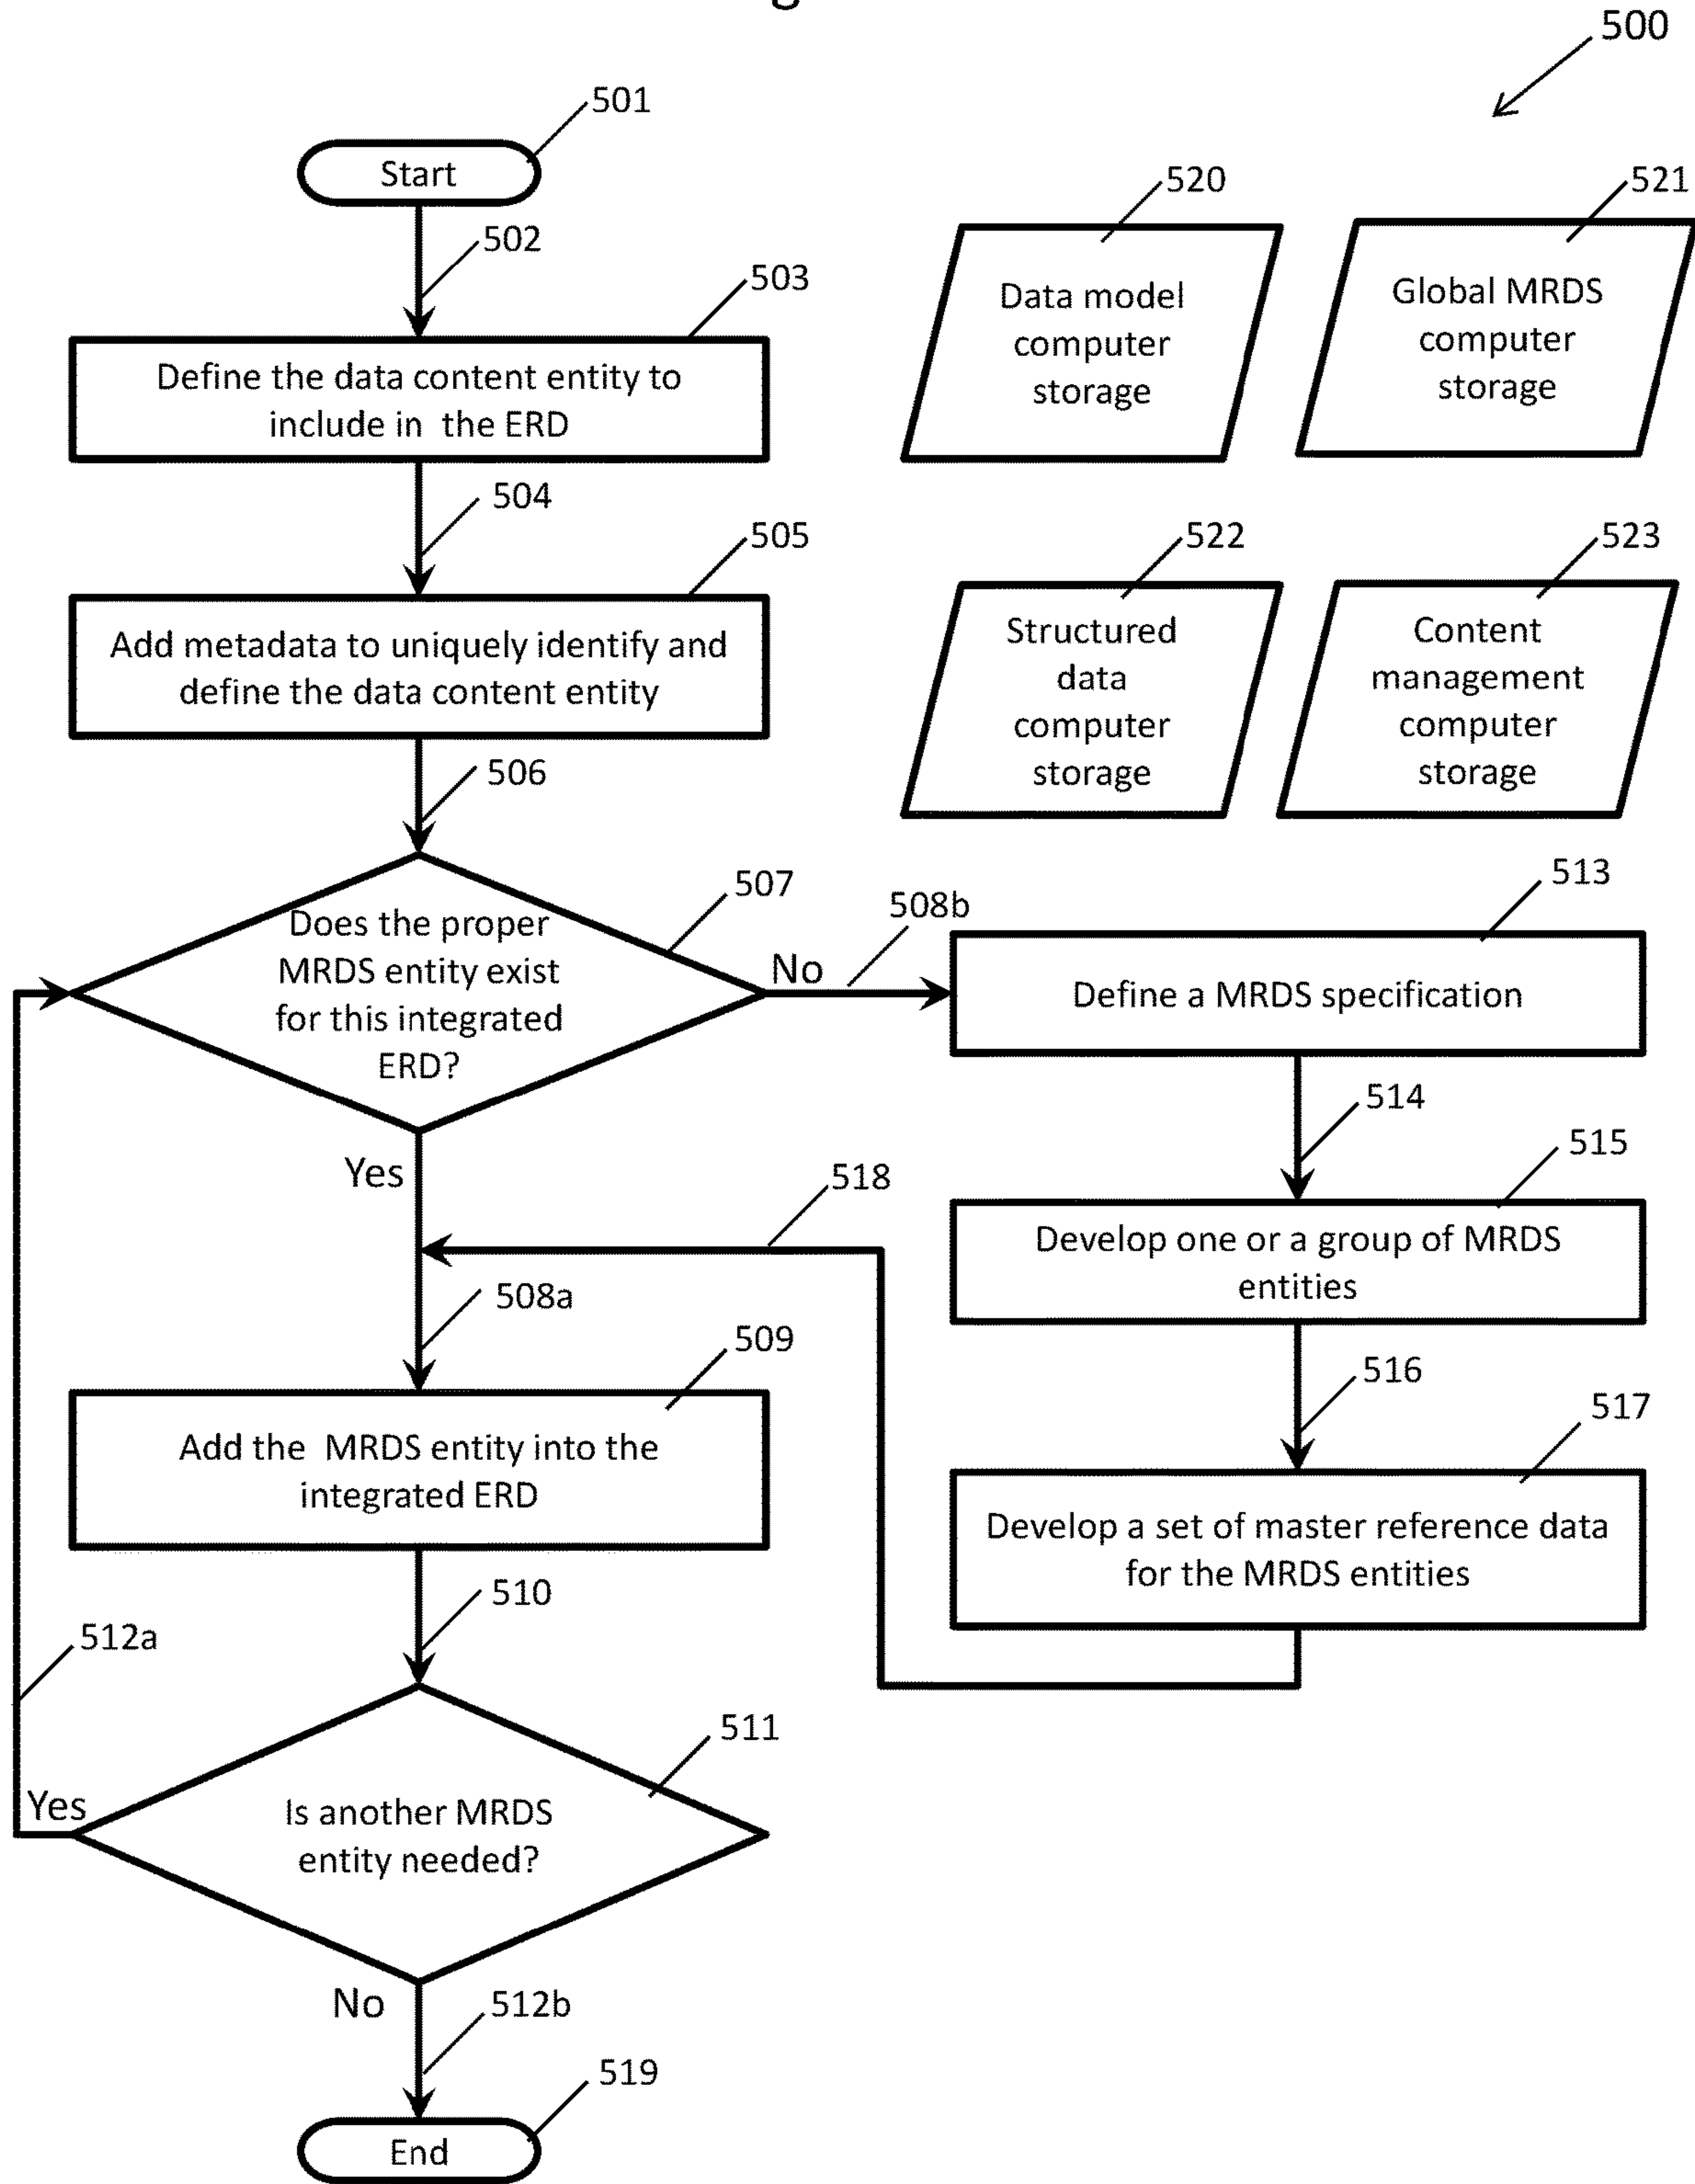 500
501
Start
502
503
Define the data content entity to
include in the ERD
504
505
Add metadata to uniquely identify and
define the data content entity
506
520
Data model
computer
storage
521
Global MRDS
computer
storage
522
Structured
data
computer
storage
523
Content
management
computer
storage
507
Does the proper
MRDS entity exist
for this integrated
ERD?
No
508b
513
Define a MRDS specification
514
515
Develop one or a group of MRDS
entities
516
517
Develop a set of master reference data
for the MRDS entities
Yes
518
508a
509
Add the MRDS entity into the
integrated ERD
510
512a
511
Yes
Is another MRDS
entity needed?
No
512b
519
End